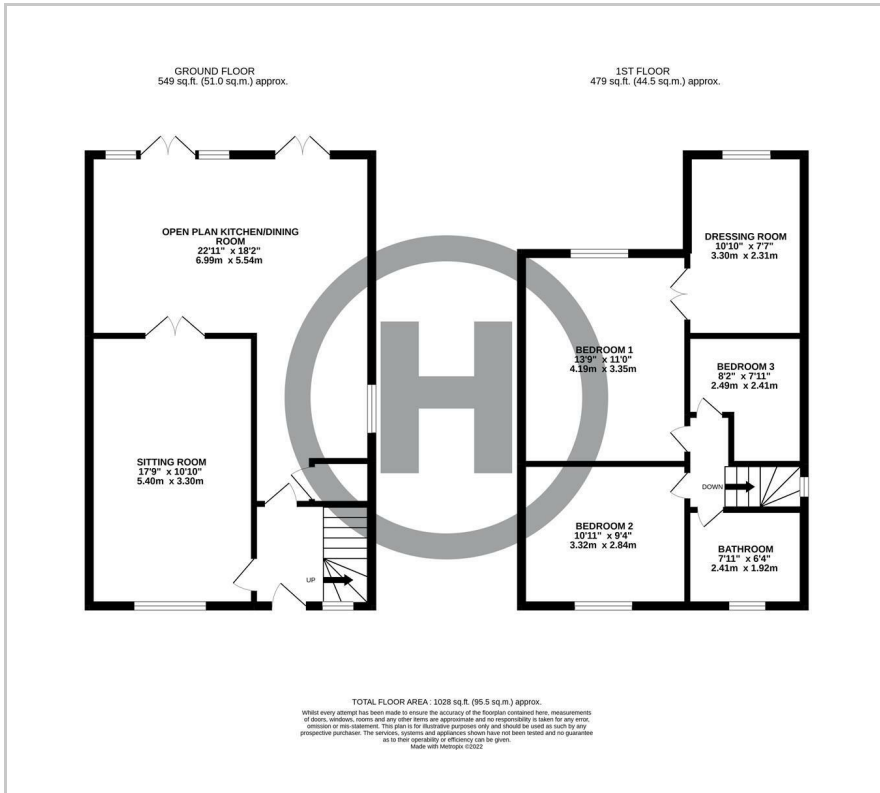 GROUND FLOOR
549 sq.ft. (51.0 sq.m.) approx.
1ST FLOOR
479 sq.ft. (44.5 sq.m.) approx.
OPEN PLAN KITCHEN/DINING
ROOM
22'11" x 18'2"
6.99m x 5.54m
SITTING ROOM
17'9" x 10'10"
5.40m x 3.30m
UP
DRESSING ROOM
10'10" x 7'7"
3.30m x 2.31m
BEDROOM 1
13'9" x 11'0"
4.19m x 3.35m
BEDROOM 3
8'2" x 7'11"
2.49m x 2.41m
DOWN
BEDROOM 2
10'11" x 9'4"
3.32m x 2.84m
BATHROOM
7'11" x 6'4"
2.41m x 1.92m
H
TOTAL FLOOR AREA : 1028 sq.ft. (95.5 sq.m.) approx.
Whilst every attempt has been made to ensure the accuracy of the floorplan contained here, measurements
of doors, windows, rooms and any other items are approximate and no responsibility is taken for any error,
omission or mis-statement. This plan is for illustrative purposes only and should be used as such by any
prospective purchaser. The services, systems and appliances shown have not been tested and no guarantee
as to their operability or efficiency can be given.
Made with Metropix ©2022